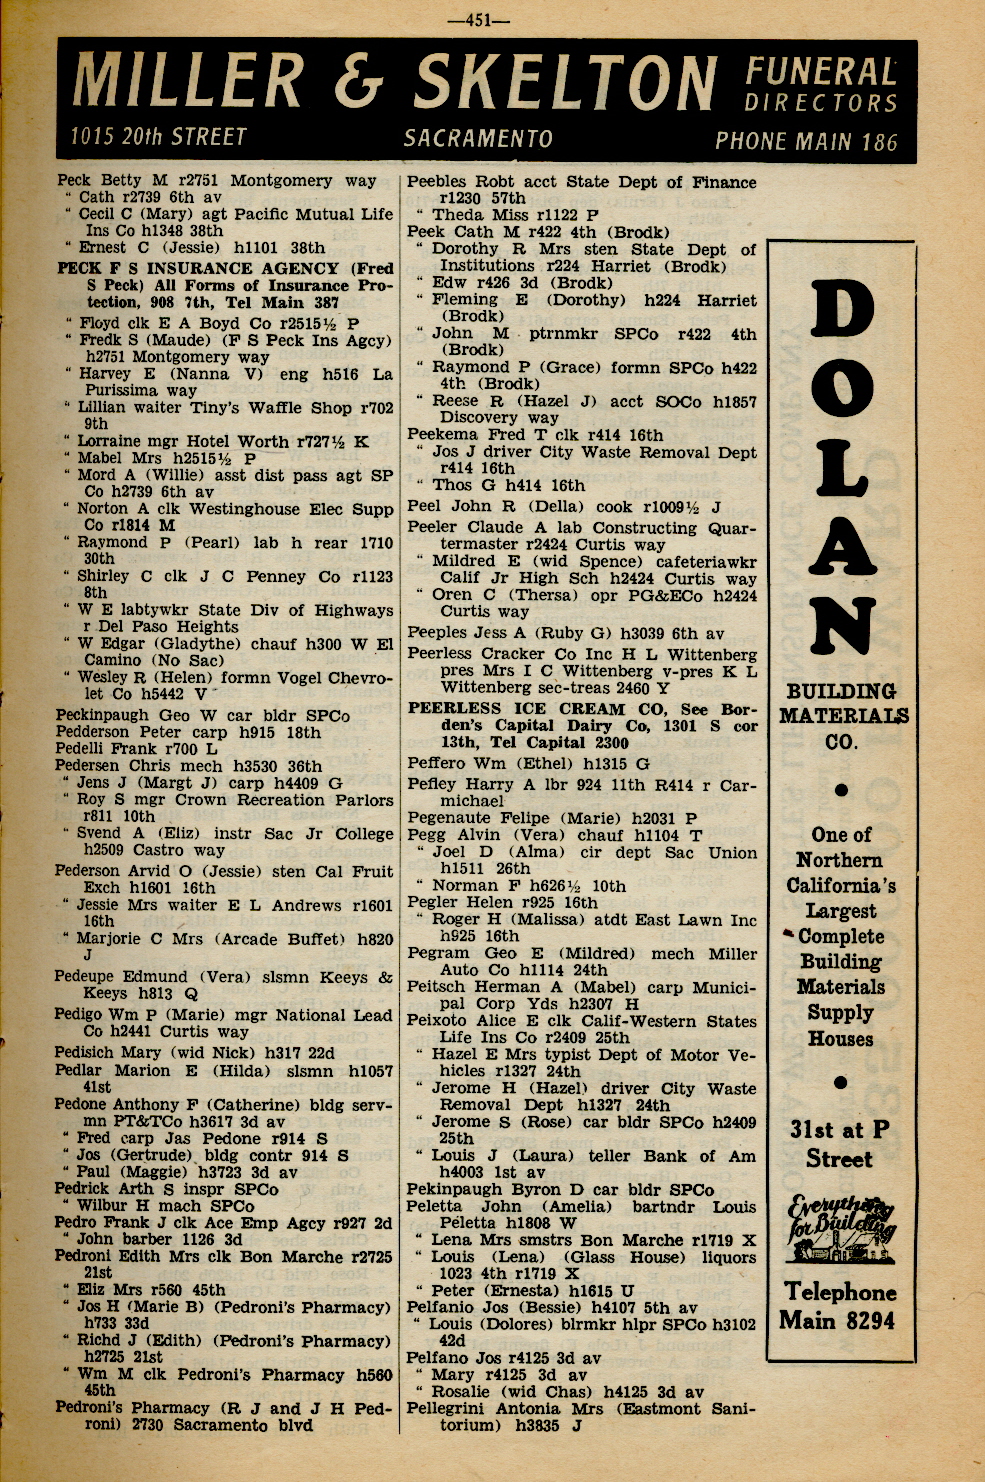 —451—
MILLER & SKELTON FUNERAL
DIRECTORS
1015 20th STREET SACRAMENTO PHONE MAIN 186
Peck Betty M r2751 Montgomery way
" Cath r2739 6th av
" Cecil C (Mary) agt Pacific Mutual Life
Ins Co h1348 38th
" Ernest C (Jessie) h1101 38th
PECK F S INSURANCE AGENCY (Fred
S Peck) All Forms of Insurance Pro-
tection, 908 7th, Tel Main 387
" Floyd clk E A Boyd Co r2515½ P
" Fredk S (Maude) (F S Peck Ins Agcy)
h2751 Montgomery way
" Harvey E (Nanna V) eng h516 La
Purissima way
" Lillian waiter Tiny's Waffle Shop r702
9th
" Lorraine mgr Hotel Worth r727½ K
" Mabel Mrs h2515½ P
" Mord A (Willie) asst dist pass agt SP
Co h2739 6th av
" Norton A clk Westinghouse Elec Supp
Co r1814 M
" Raymond P (Pearl) lab h rear 1710
30th
" Shirley C clk J C Penney Co r1123
8th
" W E labtywkr State Div of Highways
r Del Paso Heights
" W Edgar (Gladythe) chauf h300 W El
Camino (No Sac)
" Wesley R (Helen) formn Vogel Chevro-
let Co h5442 V
Peckinpaugh Geo W car bldr SPCo
Pedderson Peter carp h915 18th
Pedelli Frank r700 L
Pedersen Chris mech h3530 36th
" Jens J (Margt J) carp h4409 G
" Roy S mgr Crown Recreation Parlors
r811 10th
" Svend A (Eliz) instr Sac Jr College
h2509 Castro way
Pederson Arvid O (Jessie) sten Cal Fruit
Exch h1601 16th
" Jessie Mrs waiter E L Andrews r1601
16th
" Marjorie C Mrs (Arcade Buffet) h820
J
Pedeupe Edmund (Vera) slsmn Keeys &
Keeys h813 Q
Pedigo Wm P (Marie) mgr National Lead
Co h2441 Curtis way
Pedisich Mary (wid Nick) h317 22d
Pedlar Marion E (Hilda) slsmn h1057
41st
Pedone Anthony F (Catherine) bldg serv-
mn PT&TCo h3617 3d av
" Fred carp Jas Pedone r914 S
" Jos (Gertrude) bldg contr 914 S
" Paul (Maggie) h3723 3d av
Pedrick Arth S inspr SPCo
" Wilbur H mach SPCo
Pedro Frank J clk Ace Emp Agcy r927 2d
" John barber 1126 3d
Pedroni Edith Mrs clk Bon Marche r2725
21st
" Eliz Mrs r560 45th
" Jos H (Marie B) (Pedroni's Pharmacy)
h733 33d
" Richd J (Edith) (Pedroni's Pharmacy)
h2725 21st
" Wm M clk Pedroni's Pharmacy h560
45th
Pedroni's Pharmacy (R J and J H Ped-
roni) 2730 Sacramento blvd
Peebles Robt acct State Dept of Finance
r1230 57th
" Theda Miss r1122 P
Peek Cath M r422 4th (Brodk)
" Dorothy R Mrs sten State Dept of
Institutions r224 Harriet (Brodk)
" Edw r426 3d (Brodk)
" Fleming E (Dorothy) h224 Harriet
(Brodk)
" John M ptrnmkr SPCo r422 4th
(Brodk)
" Raymond P (Grace) formn SPCo h422
4th (Brodk)
" Reese R (Hazel J) acct SOCo h1857
Discovery way
Peekema Fred T clk r414 16th
" Jos J driver City Waste Removal Dept
r414 16th
" Thos G h414 16th
Peel John R (Della) cook r1009½ J
Peeler Claude A lab Constructing Quar-
termaster r2424 Curtis way
" Mildred E (wid Spence) cafeteriawkr
Calif Jr High Sch h2424 Curtis way
" Oren C (Thersa) opr PG&ECo h2424
Curtis way
Peeples Jess A (Ruby G) h3039 6th av
Peerless Cracker Co Inc H L Wittenberg
pres Mrs I C Wittenberg v-pres K L
Wittenberg sec-treas 2460 Y
PEERLESS ICE CREAM CO, See Bor-
den's Capital Dairy Co, 1301 S cor
13th, Tel Capital 2300
Peffero Wm (Ethel) h1315 G
Pefley Harry A lbr 924 11th R414 r Car-
michael
Pegenaute Felipe (Marie) h2031 P
Pegg Alvin (Vera) chauf h1104 T
" Joel D (Alma) cir dept Sac Union
h1511 26th
" Norman F h626½ 10th
Pegler Helen r925 16th
" Roger H (Malissa) atdt East Lawn Inc
h925 16th
Pegram Geo E (Mildred) mech Miller
Auto Co h1114 24th
Peitsch Herman A (Mabel) carp Munici-
pal Corp Yds h2307 H
Peixoto Alice E clk Calif-Western States
Life Ins Co r2409 25th
" Hazel E Mrs typist Dept of Motor Ve-
hicles r1327 24th
" Jerome H (Hazel) driver City Waste
Removal Dept h1327 24th
" Jerome S (Rose) car bldr SPCo h2409
25th
" Louis J (Laura) teller Bank of Am
h4003 1st av
Pekinpaugh Byron D car bldr SPCo
Peletta John (Amelia) bartndr Louis
Peletta h1808 W
" Lena Mrs smstrs Bon Marche r1719 X
" Louis (Lena) (Glass House) liquors
1023 4th r1719 X
" Peter (Ernesta) h1615 U
Pelfanio Jos (Bessie) h4107 5th av
" Louis (Dolores) blrmkr hlpr SPCo h3102
42d
Pelfano Jos r4125 3d av
" Mary r4125 3d av
" Rosalie (wid Chas) h4125 3d av
Pellegrini Antonia Mrs (Eastmont Sani-
torium) h3835 J
DOLAN
BUILDING
MATERIALS
CO.
•
One of
Northern
California's
Largest
Complete
Building
Materials
Supply
Houses
•
31st at P
Street
Everything
for Building
Telephone
Main 8294